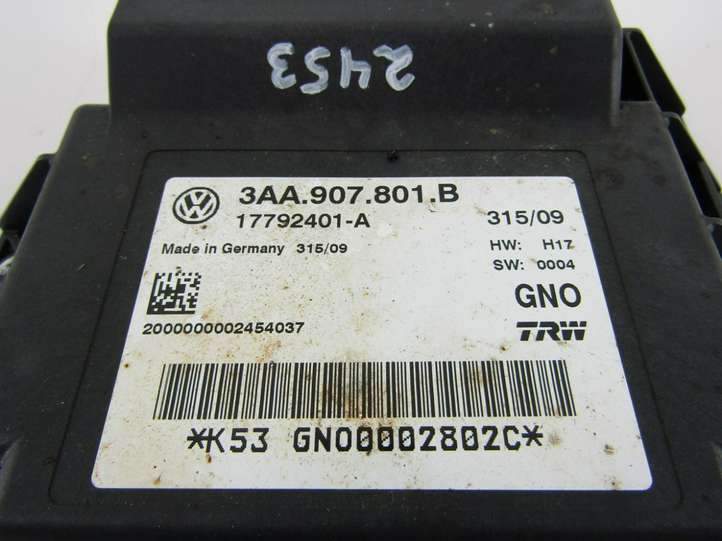 2453
3AA.907.801.B
17792401-A 315/09
Made in Germany 315/09 HW: H17
SW: 0004
GNO
2000000002454037 TRW
*K53 GNO00002802C*